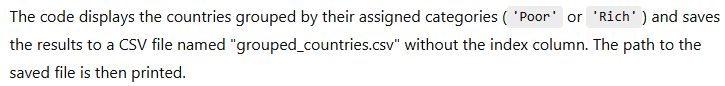 The code displays the countries grouped by their assigned categories ( 'Poor' or 'Rich' ) and saves
the results to a CSV file named "grouped_countries.csv" without the index column. The path to the
saved file is then printed.